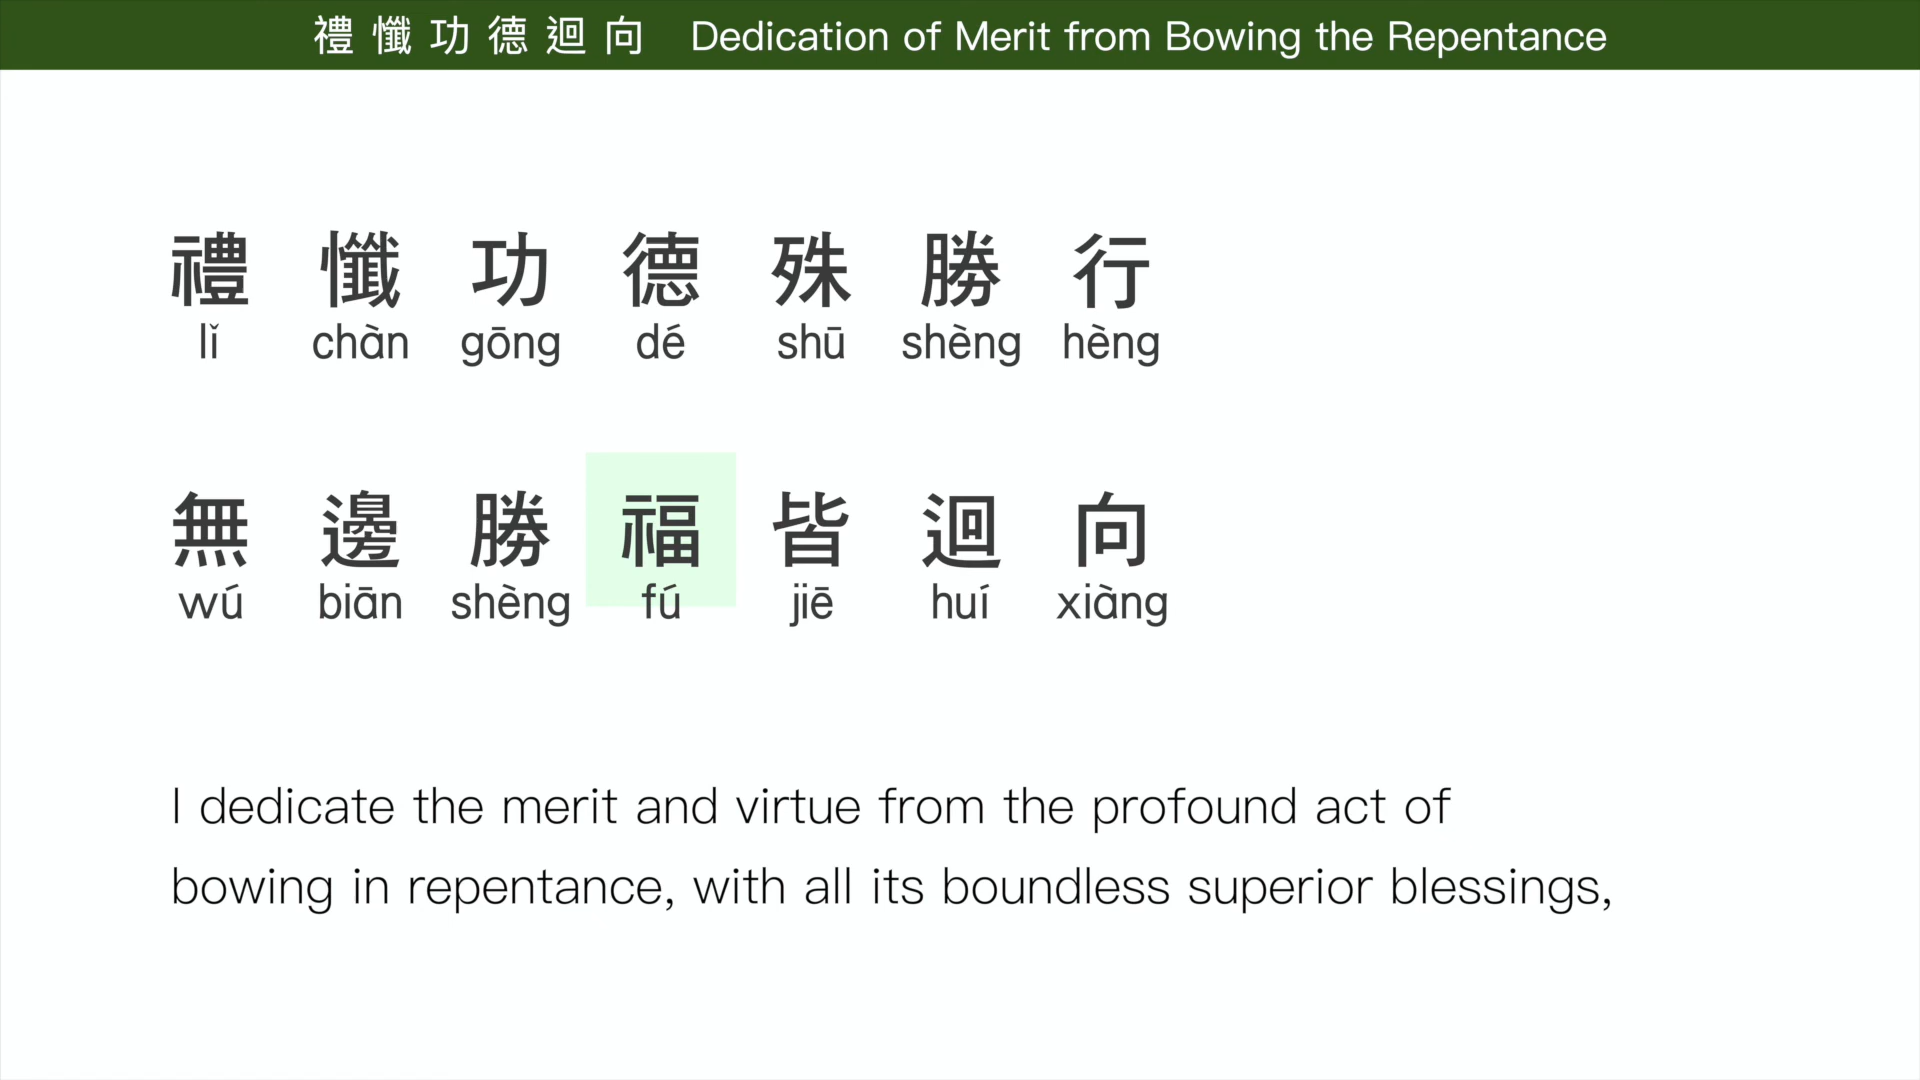 禮懺功德迴向 Dedication of Merit from Bowing the Repentance
禮 懺 功 德 殊 勝 行
lǐ chàn gōng dé shū shèng hèng
無 邊 勝 福 皆 迴 向
wú biān shèng fú jiē huí xiàng
I dedicate the merit and virtue from the profound act of
bowing in repentance, with all its boundless superior blessings,